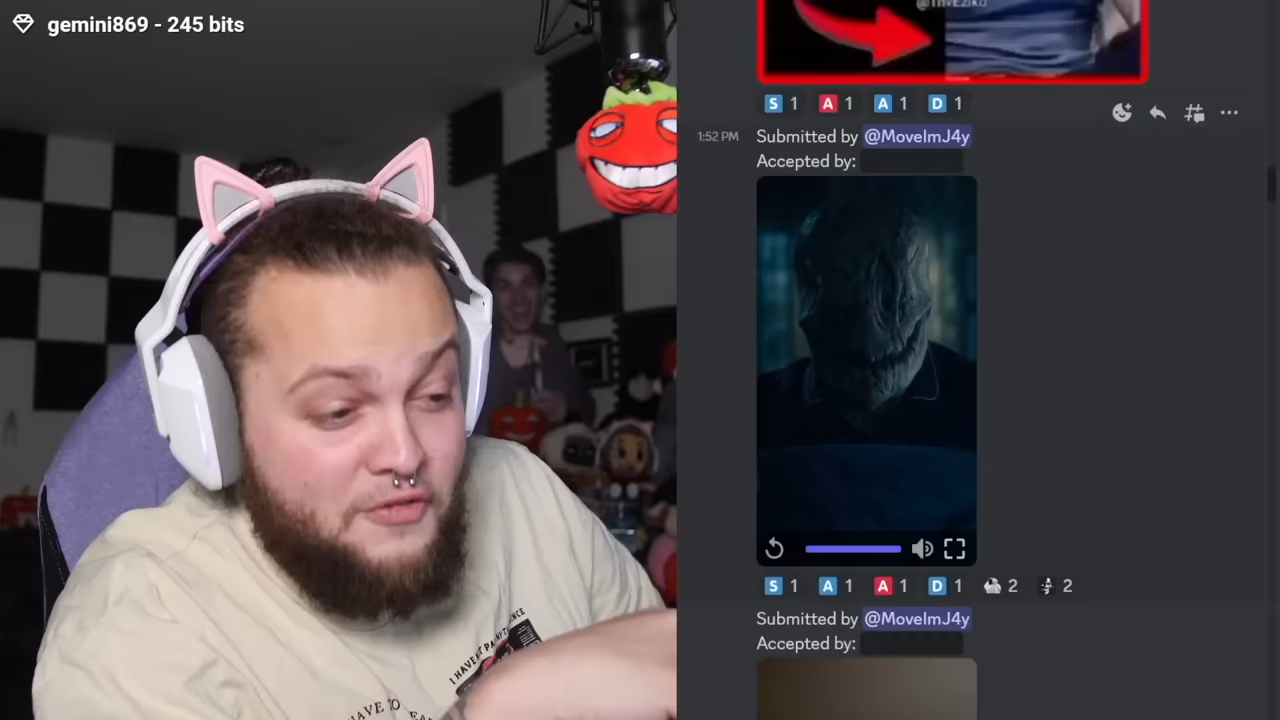 gemini869 - 245 bits
S 1 A 1 A 1 D 1
1:52 PM
Submitted by @MoveImJ4y
Accepted by:
S 1 A 1 A 1 D 1 2 2
Submitted by @MoveImJ4y
Accepted by: